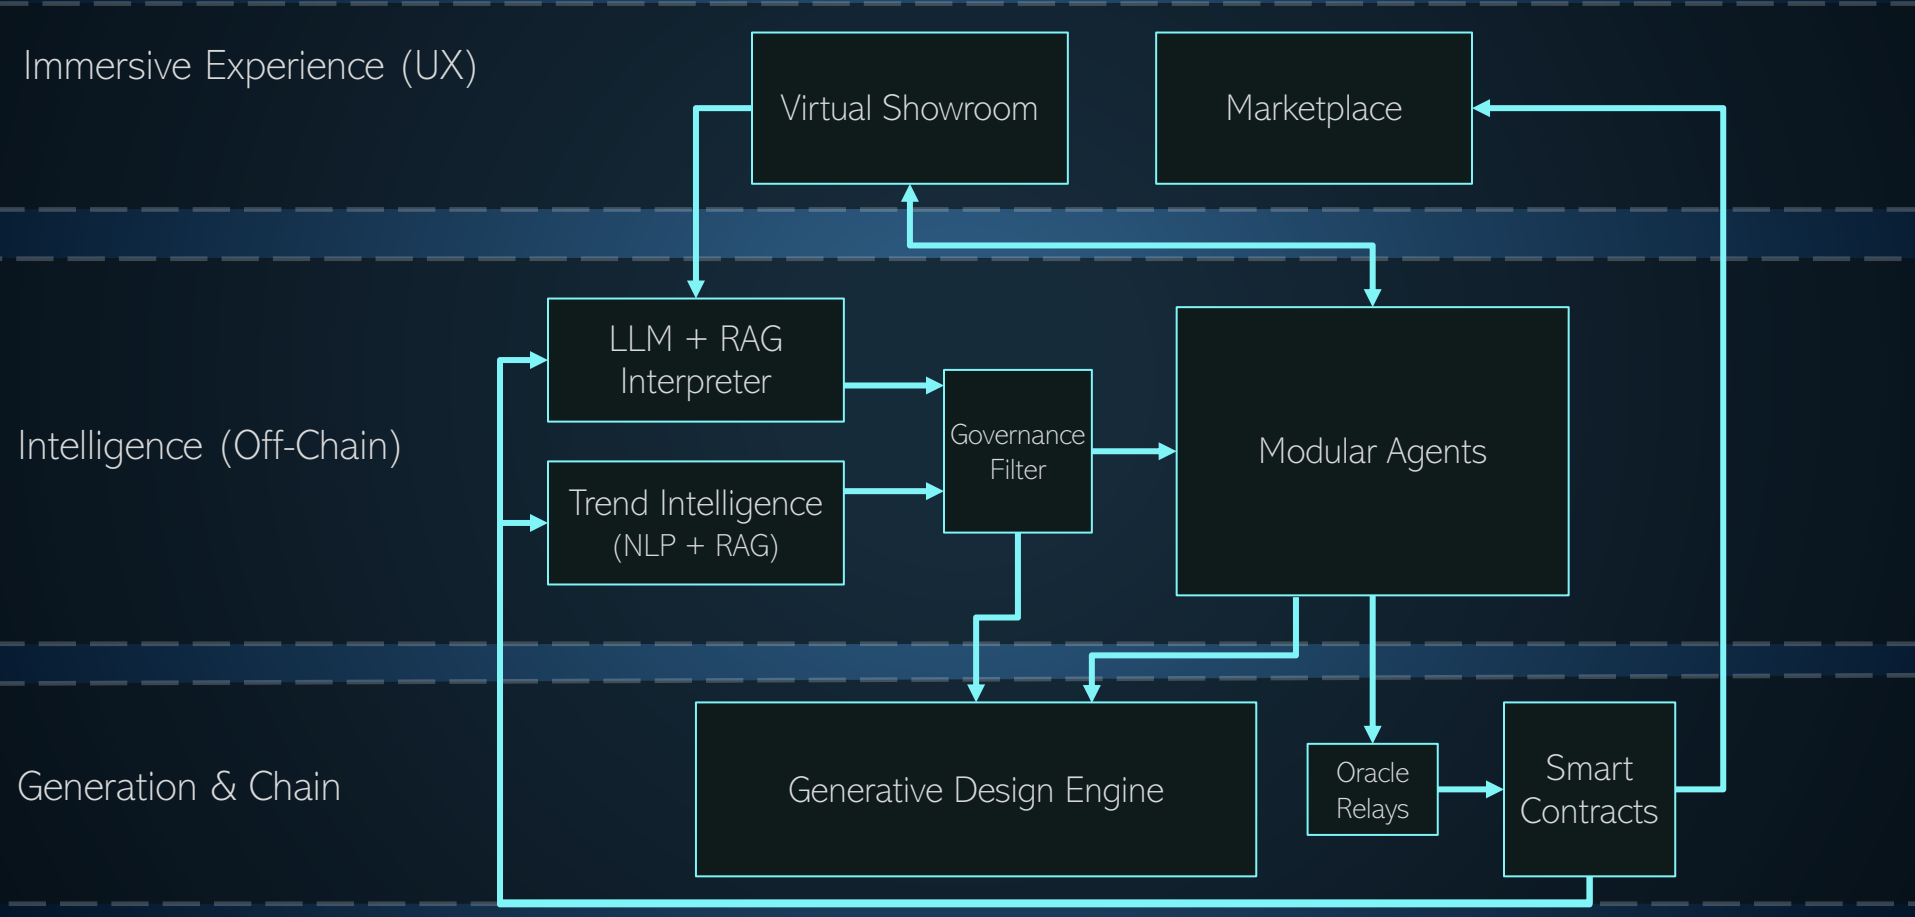 Immersive Experience (UX)
Virtual Showroom
Marketplace
Intelligence (Off-Chain)
LLM + RAG
Interpreter
Trend Intelligence
(NLP + RAG)
Governance
Filter
Modular Agents
Generation & Chain
Generative Design Engine
Oracle
Relays
Smart
Contracts